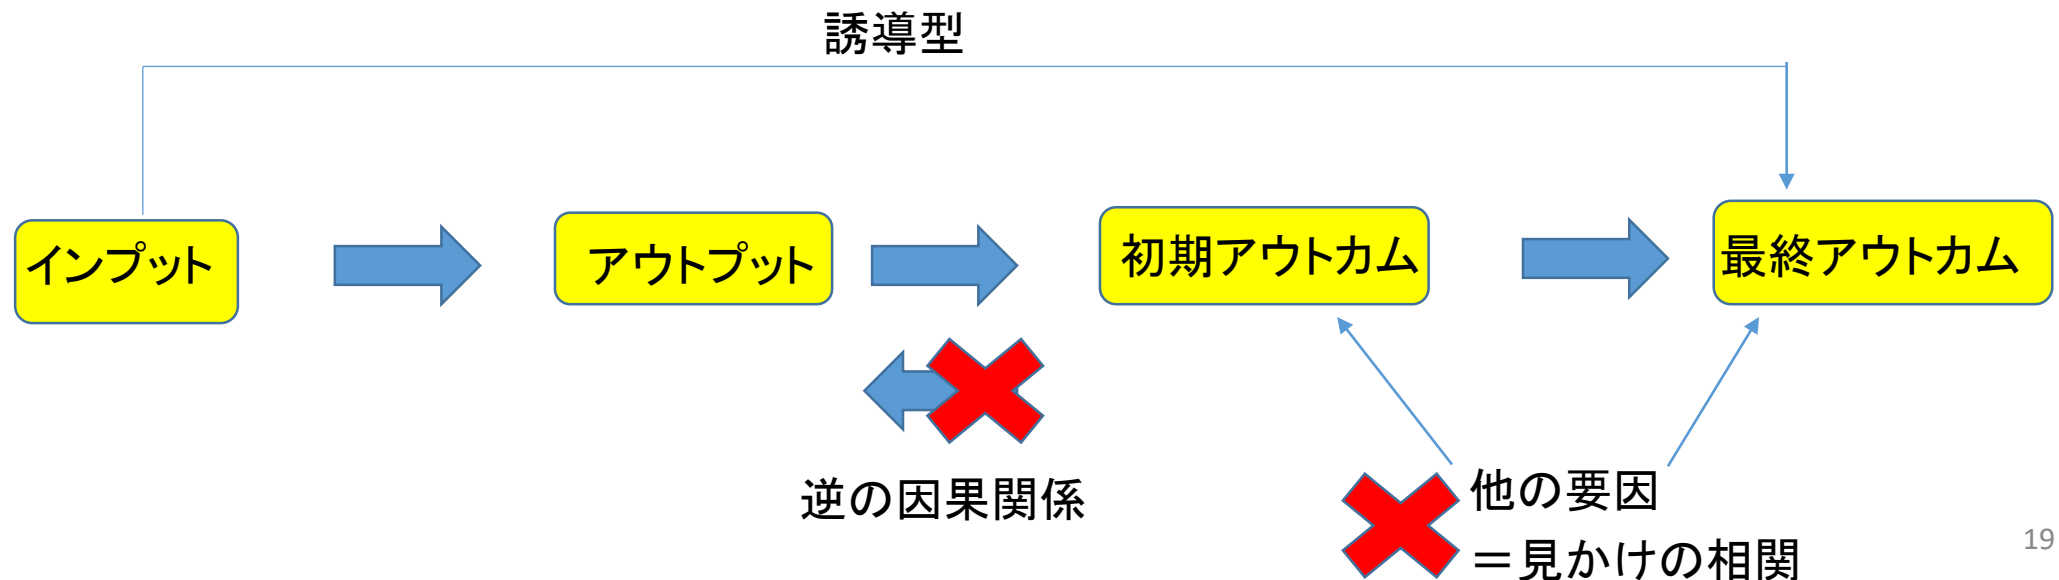 誘導型
インプット
アウトプット
初期アウトカム
最終アウトカム
逆の因果関係
他の要因
＝見かけの相関
19